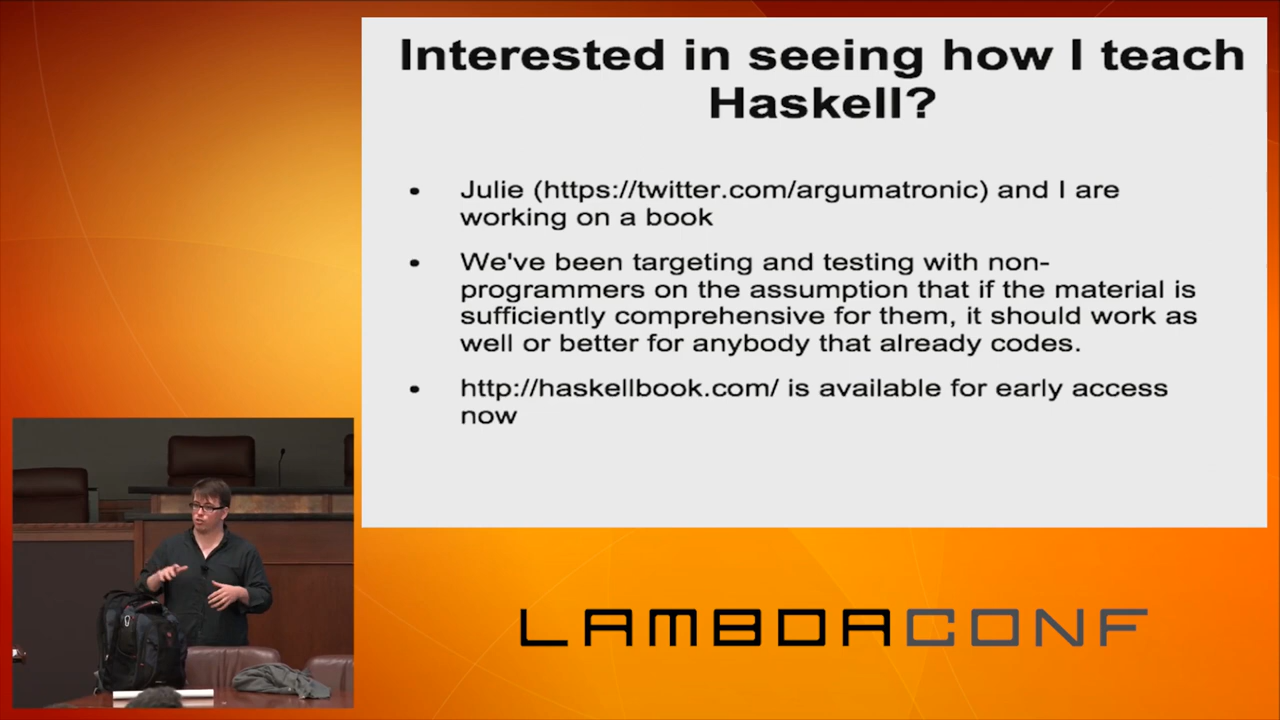 Interested in seeing how I teach
Haskell?
• Julie (https://twitter.com/argumatronic) and I are
working on a book
• We've been targeting and testing with non-
programmers on the assumption that if the material is
sufficiently comprehensive for them, it should work as
well or better for anybody that already codes.
• http://haskellbook.com/ is available for early access
now
LAMBDACONF